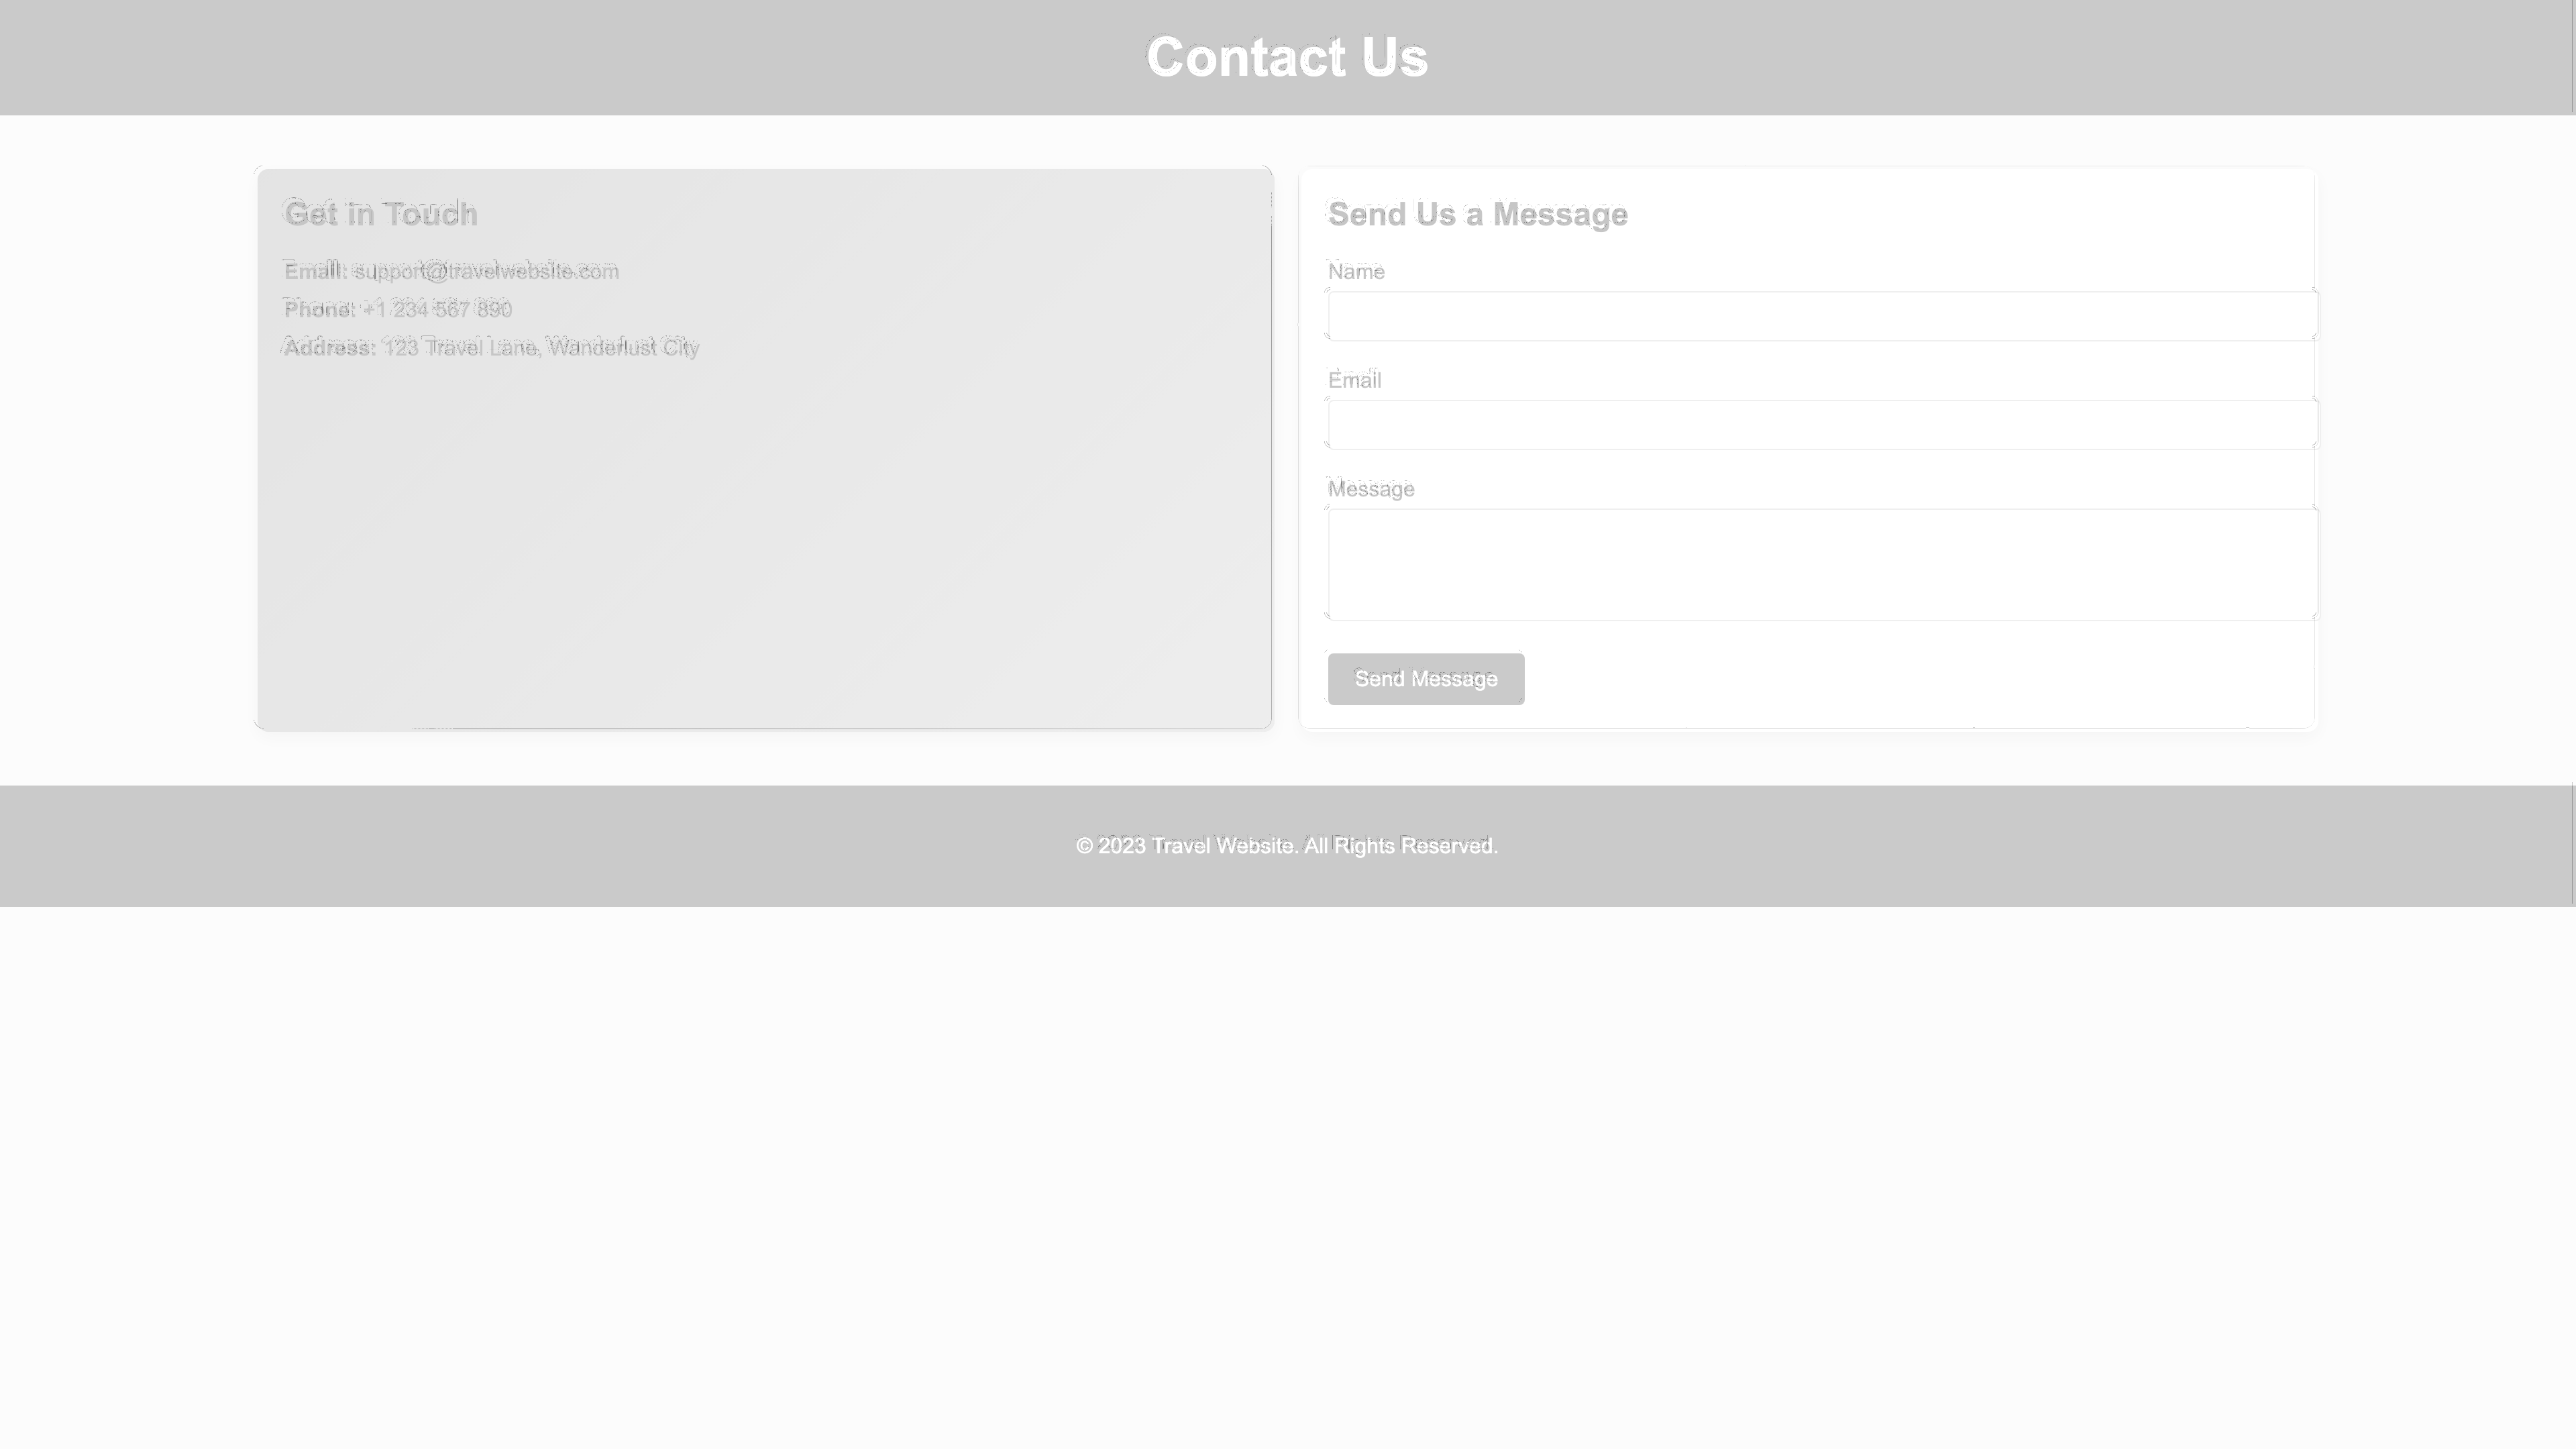 Contact Us
Get in Touch
Email: support@travelwebsite.com
Phone: +1 234 567 890
Address: 123 Travel Lane, Wanderlust City
Send Us a Message
Name
Email
Message
Send Message
© 2023 Travel Website. All Rights Reserved.